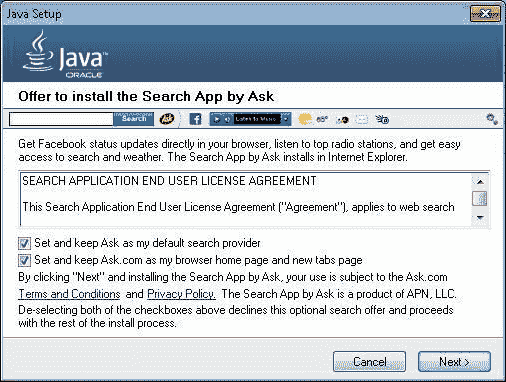 Java Setup
Java
ORACLE
Offer to install the Search App by Ask
Search Ask Listen to Music
Get Facebook status updates directly in your browser, listen to top radio stations, and get easy
access to search and weather. The Search App by Ask installs in Internet Explorer.
SEARCH APPLICATION END USER LICENSE AGREEMENT
This Search Application End User License Agreement ("Agreement"), applies to web search
Set and keep Ask as my default search provider
Set and keep Ask.com as my browser home page and new tabs page
By clicking "Next" and installing the Search App by Ask, your use is subject to the Ask.com
Terms and Conditions and Privacy Policy. The Search App by Ask is a product of APN, LLC.
De-selecting both of the checkboxes above declines this optional search offer and proceeds
with the rest of the install process.
Cancel Next >